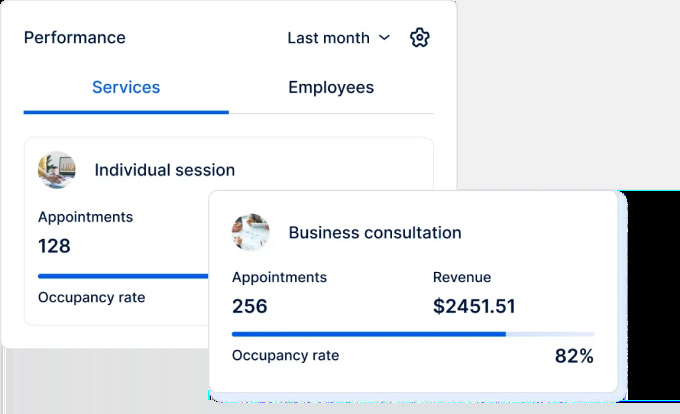 Performance
Last month
Services
Employees
Individual session
Appointments
128
Occupancy rate
Business consultation
Appointments
Revenue
256
$2451.51
Occupancy rate
82%